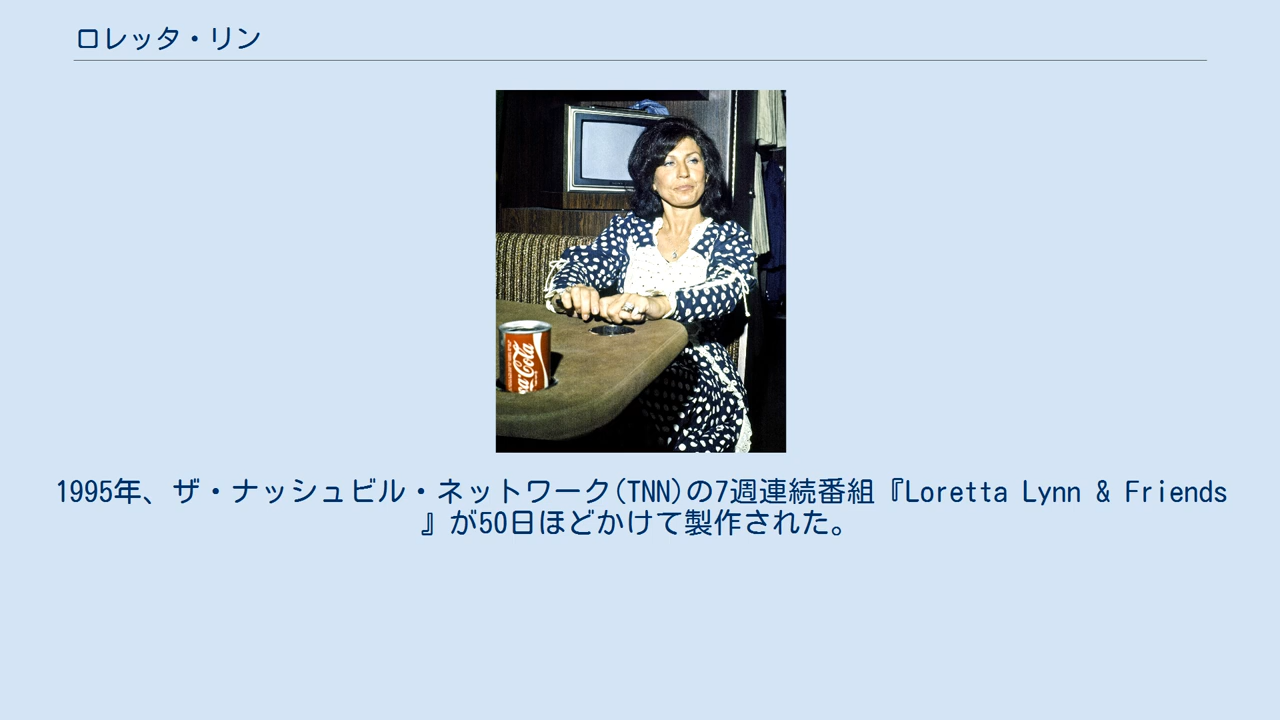 ロレッタ・リン
Coca-Cola
1995年、ザ・ナッシュビル・ネットワーク(TNN)の7週連続番組『Loretta Lynn & Friends
』が50日ほどかけて製作された。